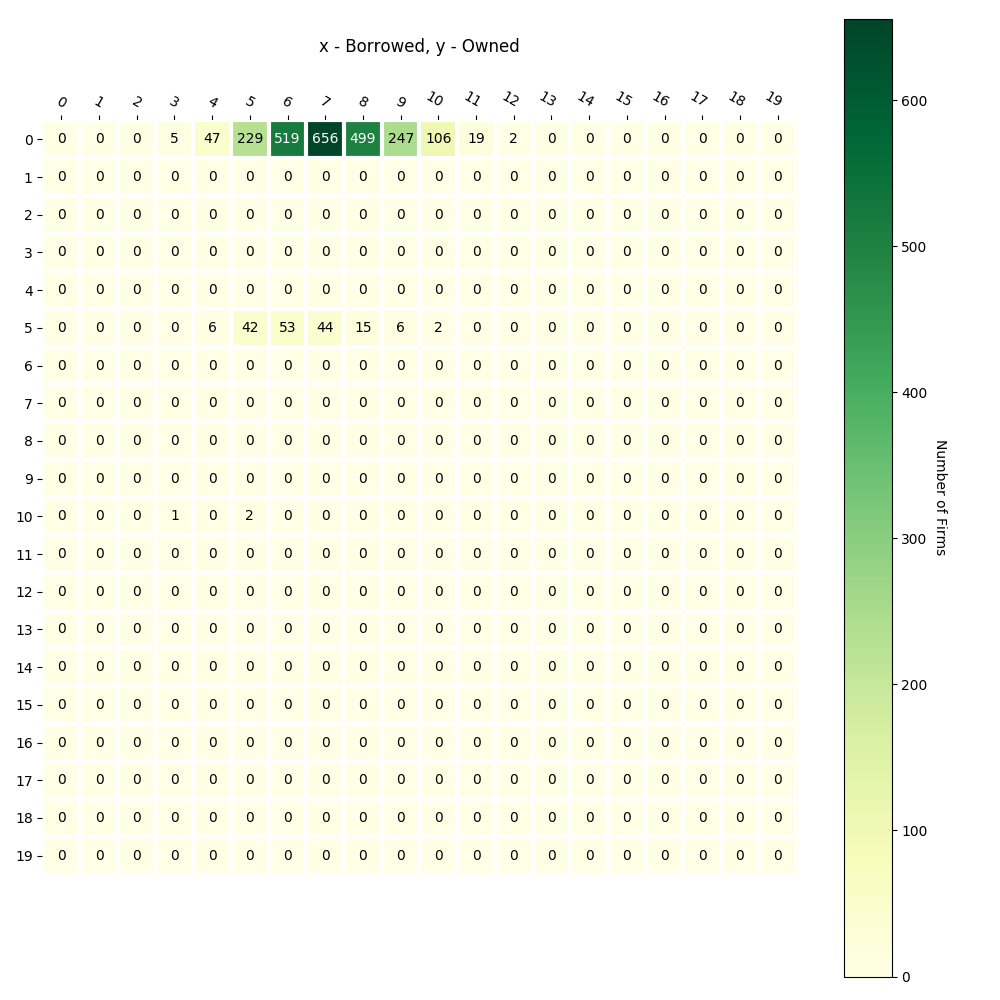 x - Borrowed, y - Owned
0 1 2 3 4 5 6 7 8 9 10 11 12 13 14 15 16 17 18 19
0 0 0 0 5 47 229 519 656 499 247 106 19 2 0 0 0 0 0 0 0
1 0 0 0 0 0 0 0 0 0 0 0 0 0 0 0 0 0 0 0 0
2 0 0 0 0 0 0 0 0 0 0 0 0 0 0 0 0 0 0 0 0
3 0 0 0 0 0 0 0 0 0 0 0 0 0 0 0 0 0 0 0 0
4 0 0 0 0 0 0 0 0 0 0 0 0 0 0 0 0 0 0 0 0
5 0 0 0 0 6 42 53 44 15 6 2 0 0 0 0 0 0 0 0 0
6 0 0 0 0 0 0 0 0 0 0 0 0 0 0 0 0 0 0 0 0
7 0 0 0 0 0 0 0 0 0 0 0 0 0 0 0 0 0 0 0 0
8 0 0 0 0 0 0 0 0 0 0 0 0 0 0 0 0 0 0 0 0
9 0 0 0 0 0 0 0 0 0 0 0 0 0 0 0 0 0 0 0 0
10 0 0 0 1 0 2 0 0 0 0 0 0 0 0 0 0 0 0 0 0
11 0 0 0 0 0 0 0 0 0 0 0 0 0 0 0 0 0 0 0 0
12 0 0 0 0 0 0 0 0 0 0 0 0 0 0 0 0 0 0 0 0
13 0 0 0 0 0 0 0 0 0 0 0 0 0 0 0 0 0 0 0 0
14 0 0 0 0 0 0 0 0 0 0 0 0 0 0 0 0 0 0 0 0
15 0 0 0 0 0 0 0 0 0 0 0 0 0 0 0 0 0 0 0 0
16 0 0 0 0 0 0 0 0 0 0 0 0 0 0 0 0 0 0 0 0
17 0 0 0 0 0 0 0 0 0 0 0 0 0 0 0 0 0 0 0 0
18 0 0 0 0 0 0 0 0 0 0 0 0 0 0 0 0 0 0 0 0
19 0 0 0 0 0 0 0 0 0 0 0 0 0 0 0 0 0 0 0 0
600
500
400
300
200
100
0
Number of Firms